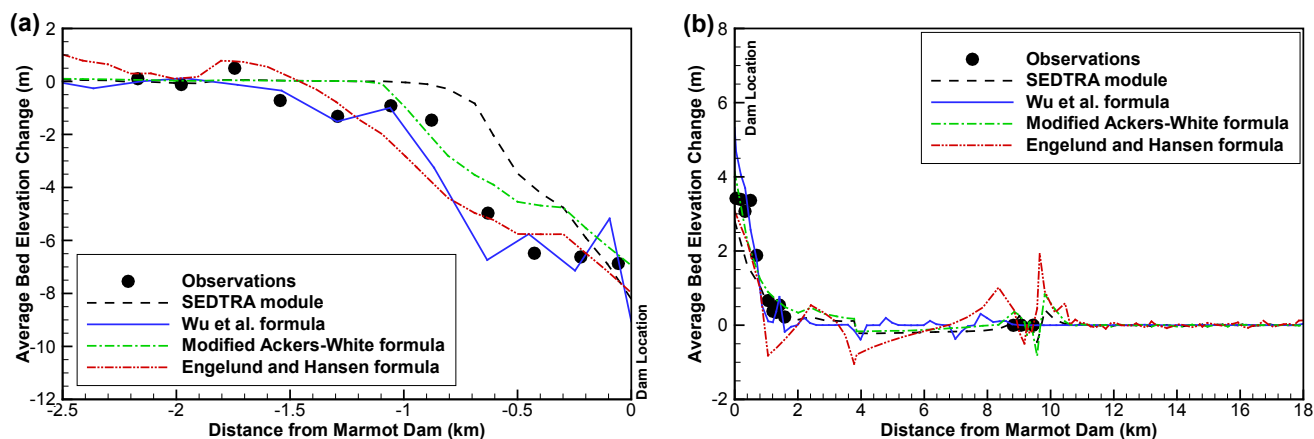 (a)
Average Bed Elevation Change (m)
2
0
-2
-4
-6
-8
-10
-12
-2.5
-2
-1.5
-1
-0.5
0
Distance from Marmot Dam (km)
Observations
SEDTRA module
Wu et al. formula
Modified Ackers-White formula
Engelund and Hansen formula
Dam Location
(b)
Average Bed Elevation Change (m)
8
6
4
2
0
-2
-4
0
2
4
6
8
10
12
14
16
18
Distance from Marmot Dam (km)
Dam Location
Observations
SEDTRA module
Wu et al. formula
Modified Ackers-White formula
Engelund and Hansen formula